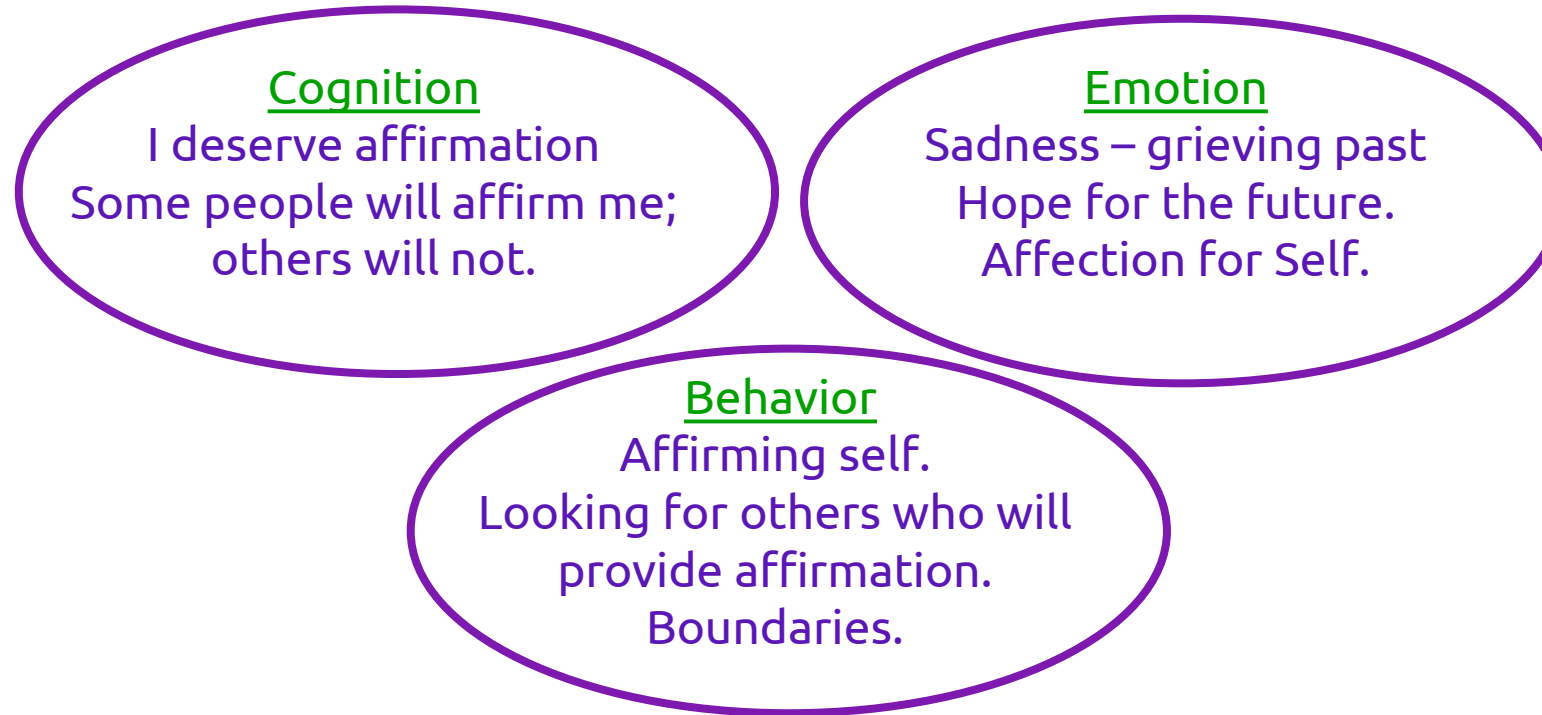 Cognition
I deserve affirmation
Some people will affirm me;
others will not.
Emotion
Sadness – grieving past
Hope for the future.
Affection for Self.
Behavior
Affirming self.
Looking for others who will
provide affirmation.
Boundaries.